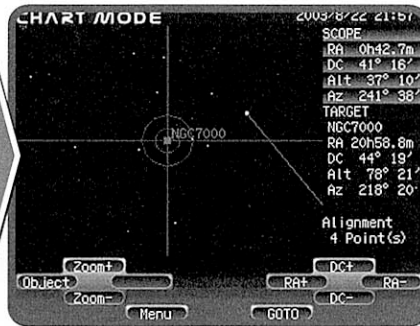 CHART MODE 2003/8/22 21:57
SCOPE
RA 0h42.7m
DC 41° 16′
Alt 37° 10′
Az 241° 38′
TARGET
NGC7000
NGC7000
RA 20h58.8m
DC 44° 19′
Alt 78° 21′
Az 218° 20′
Alignment
4 Point(s)
Zoom+ DC+
Object RA+ RA-
Zoom- DC-
Menu GOTO